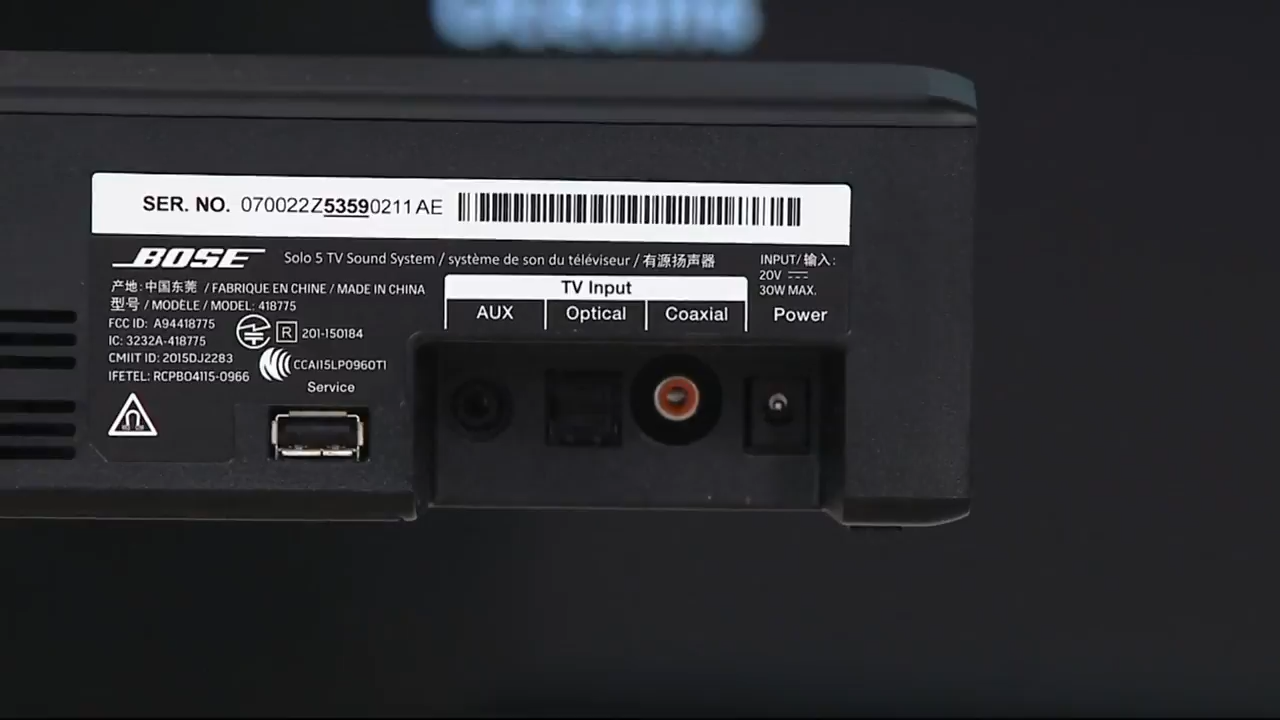 SER. NO. 070022Z53590211AE
BOSE Solo 5 TV Sound System / système de son du téléviseur / 有源扬声器
产地: 中国东莞 / FABRIQUE EN CHINE / MADE IN CHINA
型号 / MODÈLE / MODEL: 418775
FCC ID: A94418775
IC: 3232A-418775
CMIIT ID: 2015DJ2283
IFETEL: RCPBO4115-0966
R 201-150184
CCAI15LP0960T1
Service
TV Input
AUX Optical Coaxial
INPUT/ 输入:
20V
30W MAX.
Power